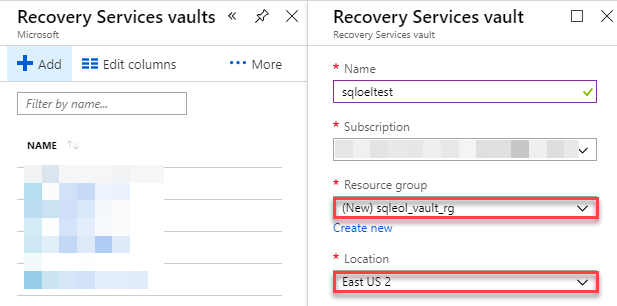 Recovery Services vaults
Microsoft
+ Add
Edit columns
••• More
Filter by name...
NAME ↑↓
Recovery Services vault
Recovery Services vault
* Name
sqloeltest
* Subscription
* Resource group
(New) sqleol_vault_rg
Create new
* Location
East US 2